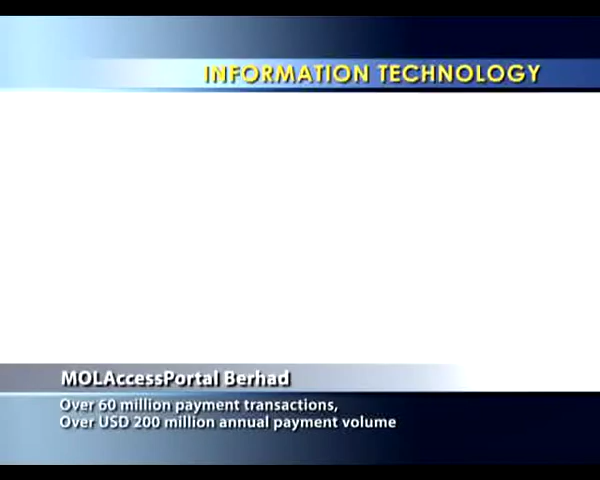 INFORMATION TECHNOLOGY
MOLAccessPortal Berhad
Over 60 million payment transactions,
Over USD 200 million annual payment volume